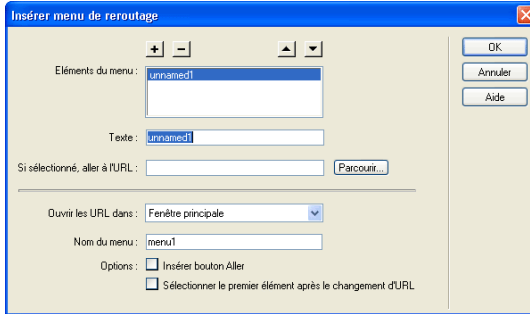 Insérer menu de reroutage
OK
Eléments du menu :
unnamed1
Annuler
Aide
Texte :
unnamed1
Si sélectionné, aller à l'URL :
Parcourir...
Ouvrir les URL dans :
Fenêtre principale
Nom du menu :
menu1
Options :
Insérer bouton Aller
Sélectionner le premier élément après le changement d'URL